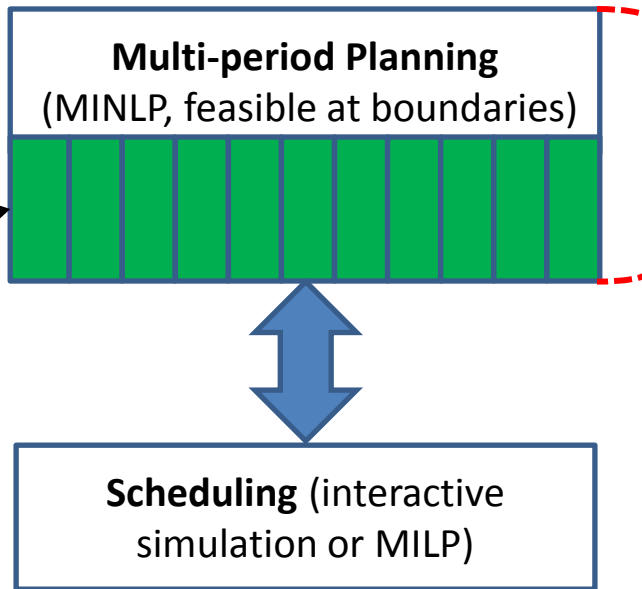 Multi-period Planning
(MINLP, feasible at boundaries)
Scheduling (interactive
simulation or MILP)